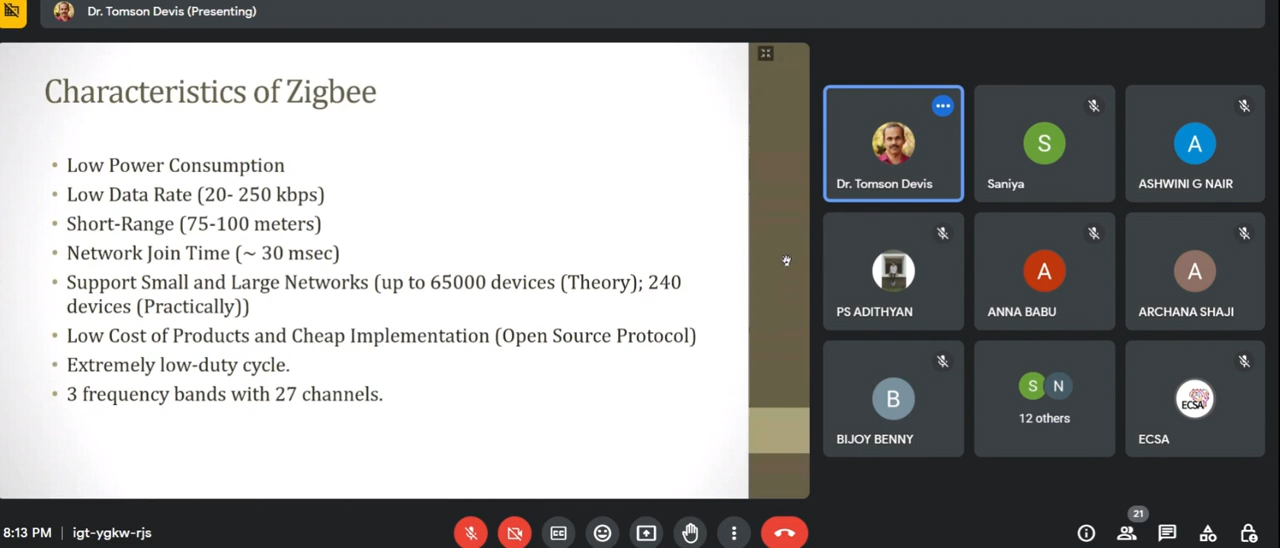 Dr. Tomson Devis (Presenting)
Characteristics of Zigbee
• Low Power Consumption
• Low Data Rate (20- 250 kbps)
• Short-Range (75-100 meters)
• Network Join Time (~ 30 msec)
• Support Small and Large Networks (up to 65000 devices (Theory); 240
devices (Practically))
• Low Cost of Products and Cheap Implementation (Open Source Protocol)
• Extremely low-duty cycle.
• 3 frequency bands with 27 channels.
Dr. Tomson Devis
S
Saniya
A
ASHWINI G NAIR
PS ADITHYAN
A
ANNA BABU
A
ARCHANA SHAJI
B
BIJOY BENNY
S N
12 others
ECSA
ECSA
8:13 PM | igt-ygkw-rjs
CC
21